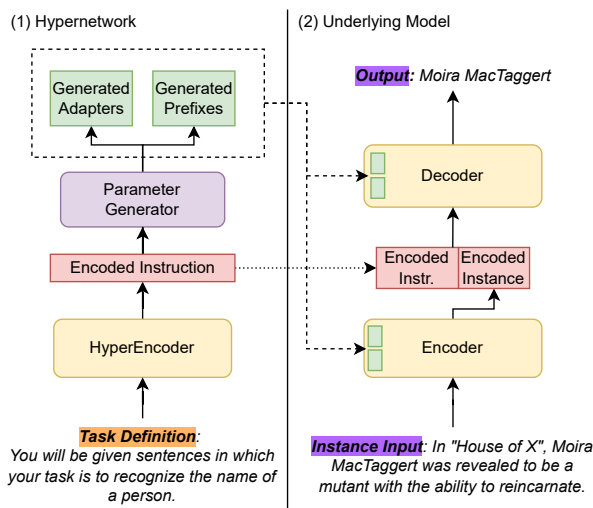 (1) Hypernetwork
Generated
Adapters
Generated
Prefixes
Parameter
Generator
Encoded Instruction
HyperEncoder
Task Definition:
You will be given sentences in which
your task is to recognize the name of
a person.
(2) Underlying Model
Output: Moira MacTaggert
Decoder
Encoded
Instr.
Encoded
Instance
Encoder
Instance Input: In "House of X", Moira
MacTaggert was revealed to be a
mutant with the ability to reincarnate.